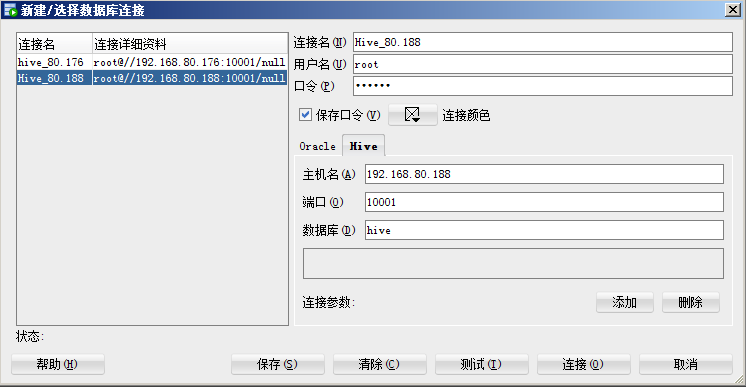 新建/选择数据库连接
连接名 连接详细资料
hive_80.176 root@//192.168.80.176:10001/null
Hive_80.188 root@//192.168.80.188:10001/null
连接名(N) Hive_80.188
用户名(U) root
口令(P) ••••••
保存口令(V) 连接颜色
Oracle Hive
主机名(A) 192.168.80.188
端口(O) 10001
数据库(D) hive
连接参数: 添加 删除
状态:
帮助(H) 保存(S) 清除(C) 测试(T) 连接(O) 取消